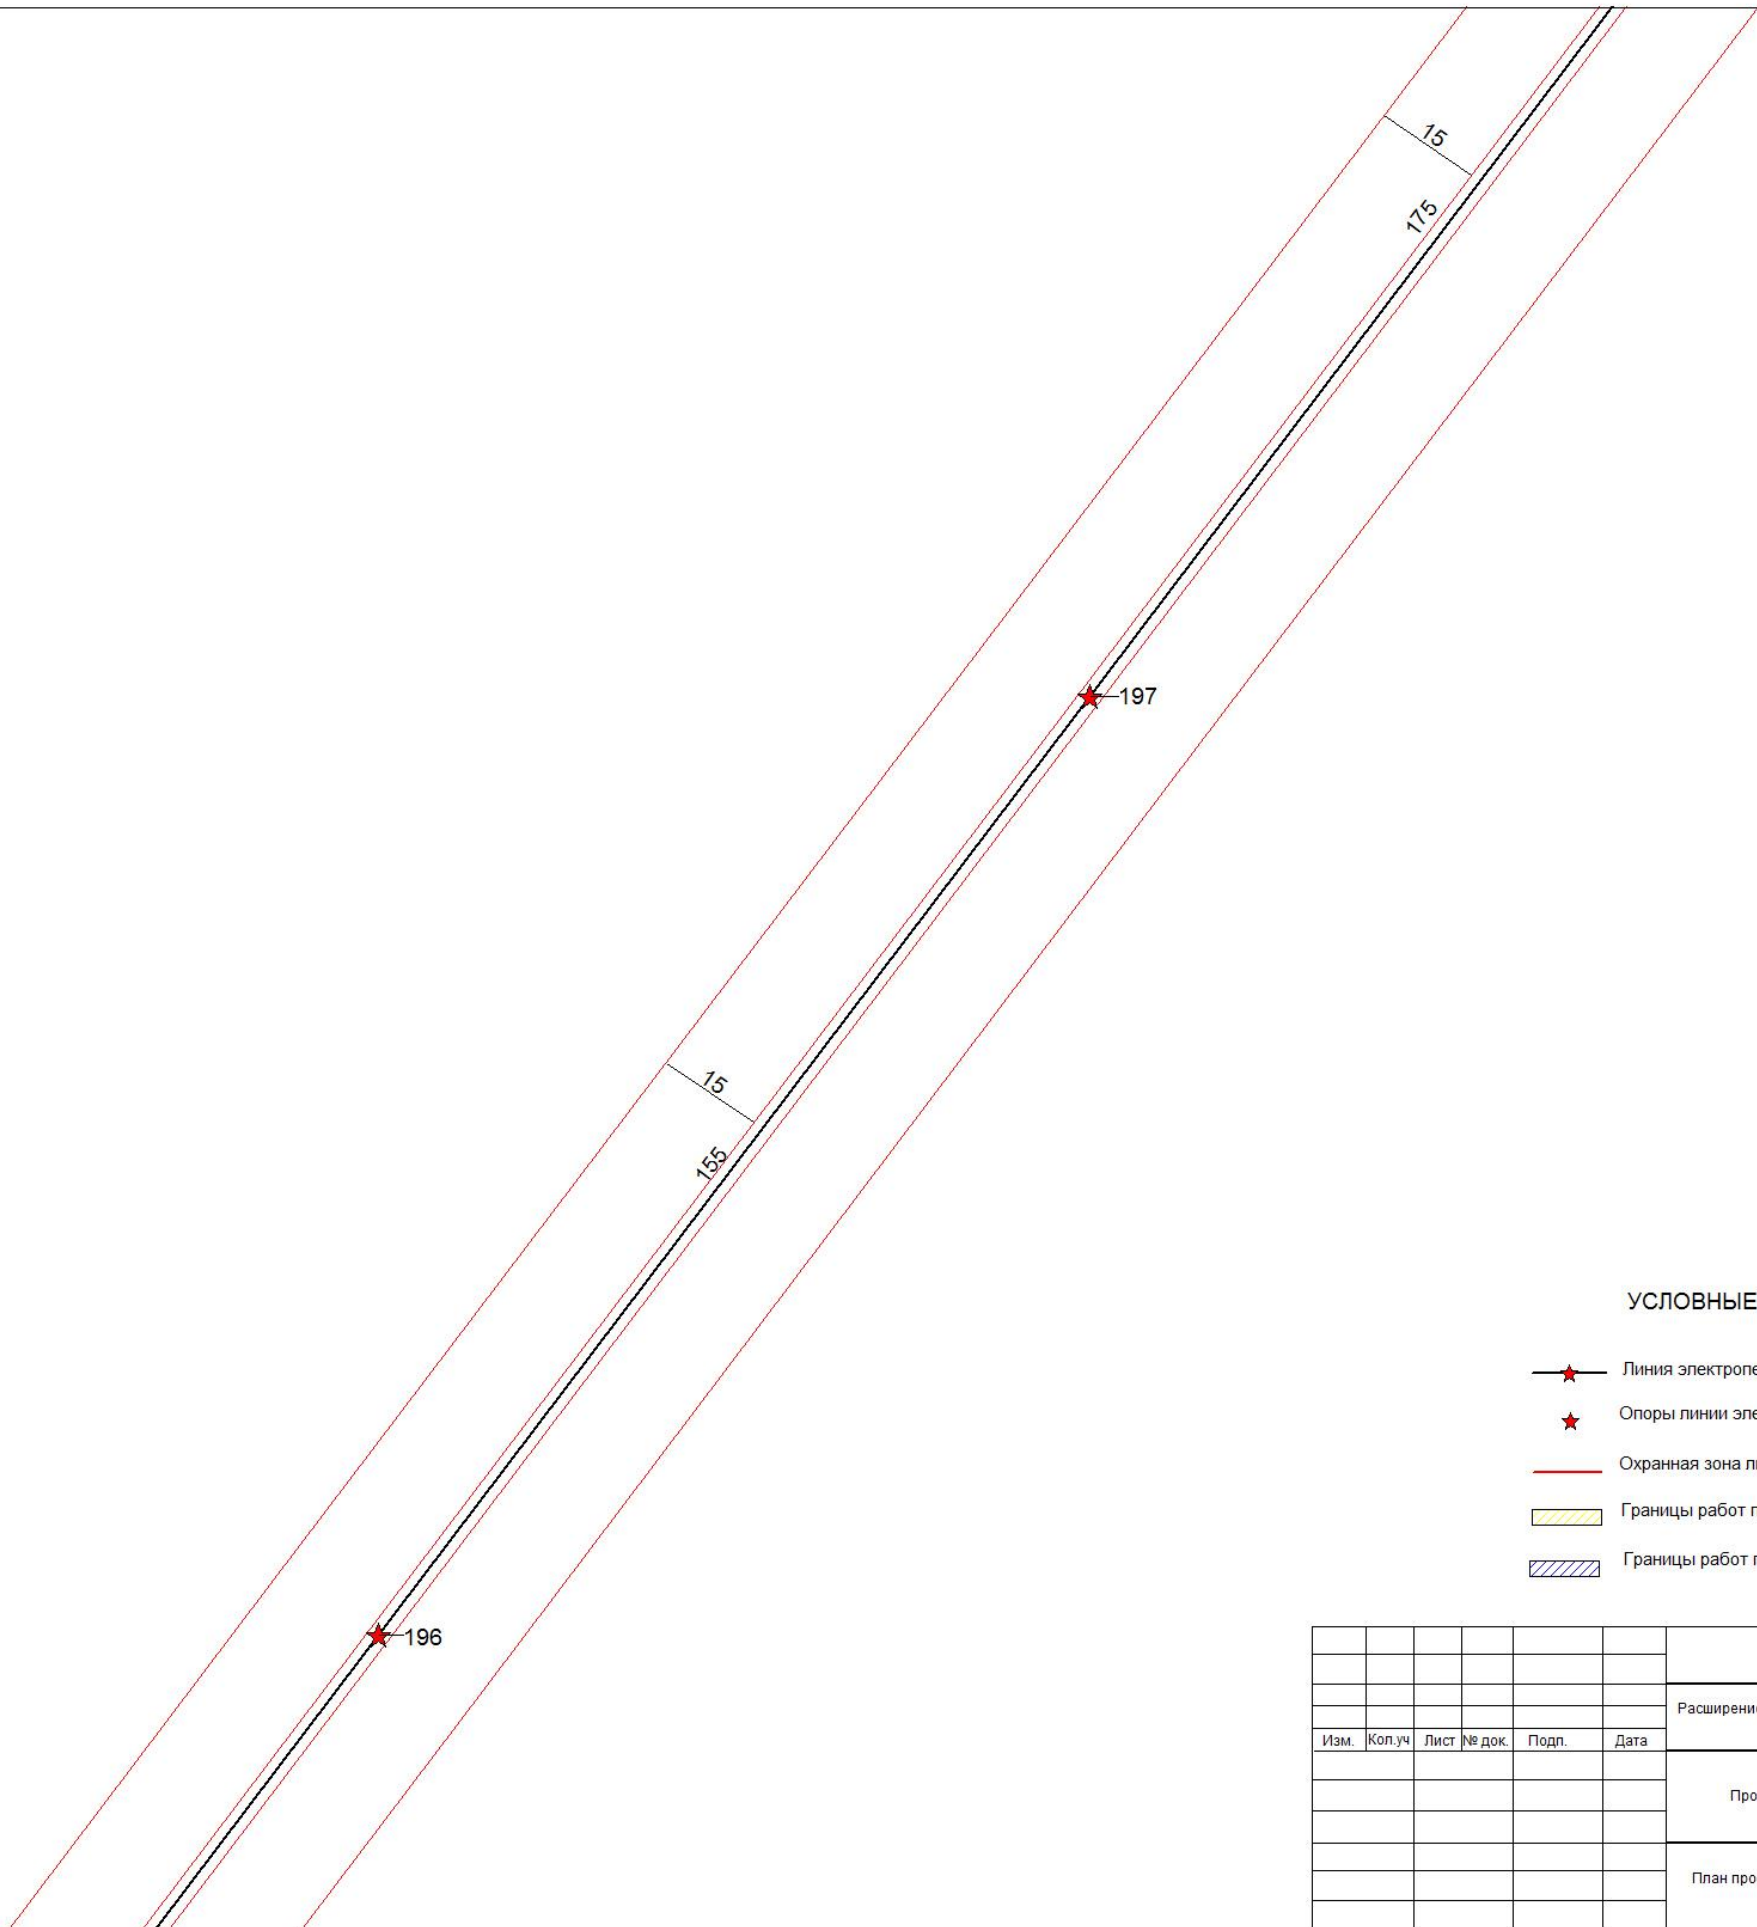 15
175
197
15
155
196
УСЛОВНЫЕ
Линия электропе
Опоры линии эле
Охранная зона л
Границы работ п
Границы работ п
Расширени
Изм. Кол.уч Лист № док. Подп. Дата
Про
План про